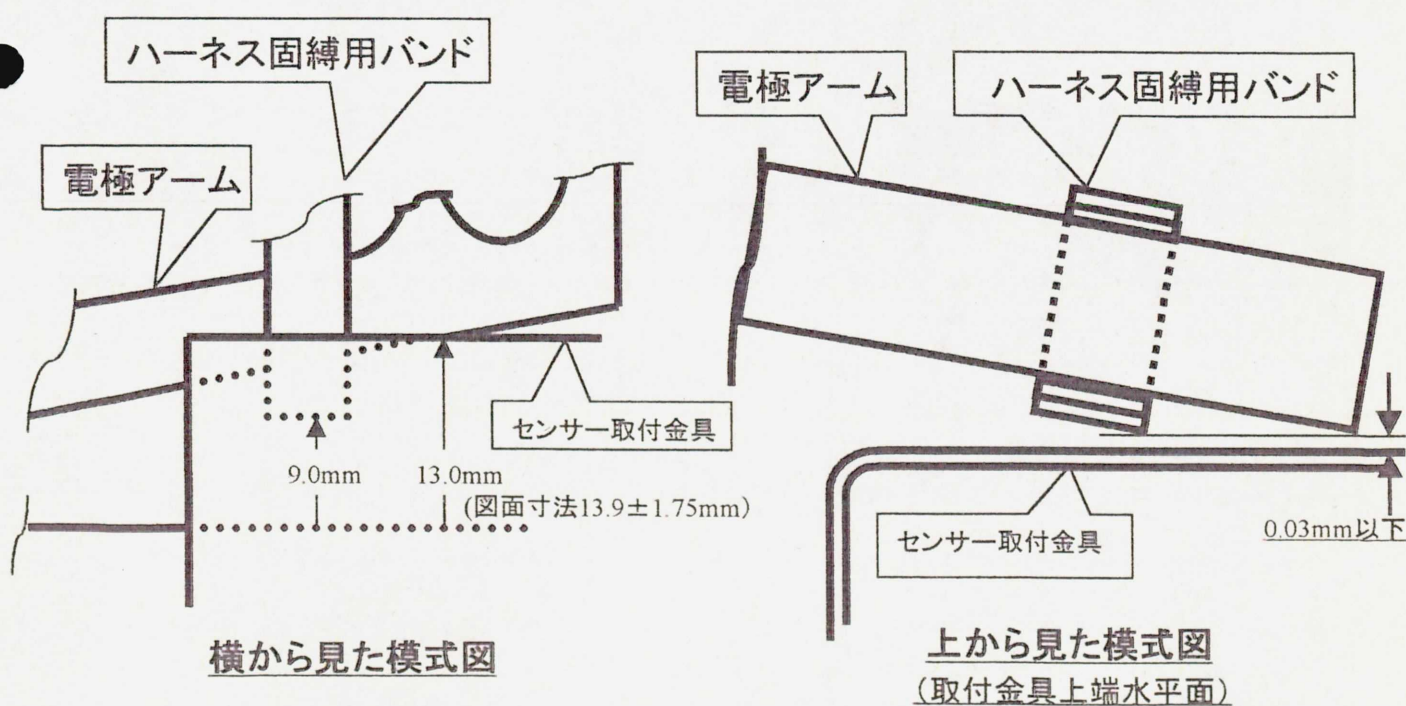 ハーネス固縛用バンド
電極アーム
センサー取付金具
9.0mm
13.0mm
(図面寸法13.9±1.75mm)
横から見た模式図
電極アーム
ハーネス固縛用バンド
センサー取付金具
0.03mm以下
上から見た模式図
(取付金具上端水平面)